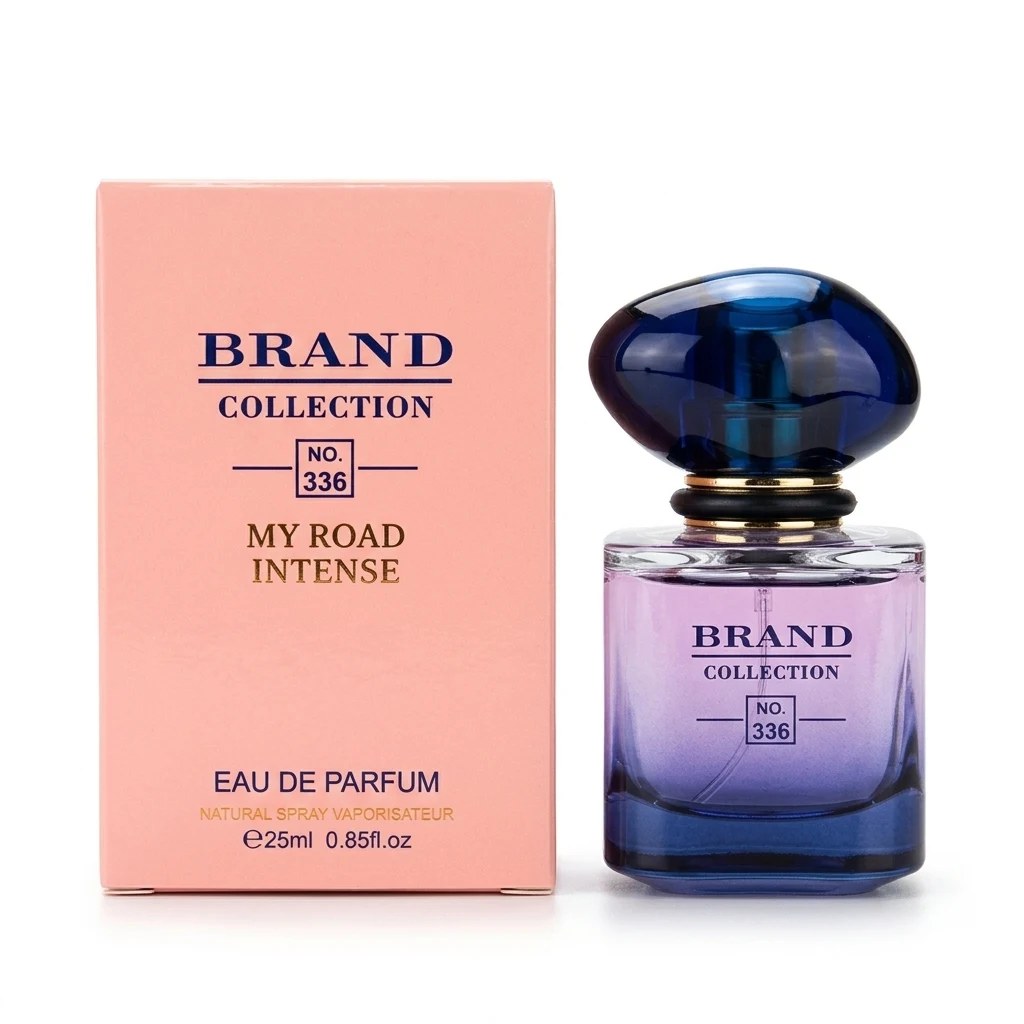 BRAND
COLLECTION
NO.
336
MY ROAD
INTENSE
EAU DE PARFUM
NATURAL SPRAY VAPORISATEUR
℮25ml 0.85fl.oz
BRAND
COLLECTION
NO.
336